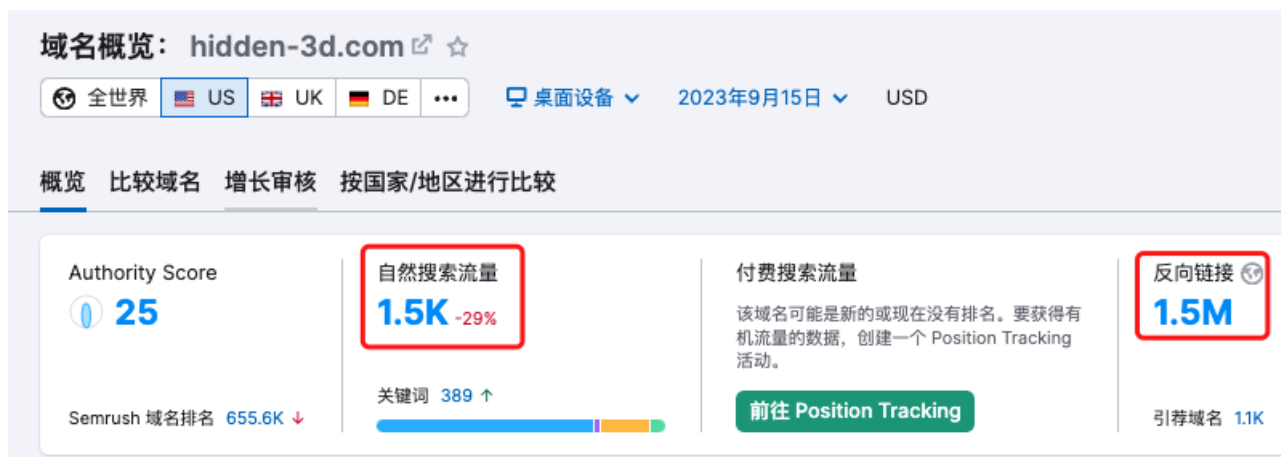 域名概览： hidden-3d.com
全世界 US UK DE ••• 桌面设备 2023年9月15日 USD
概览 比较域名 增长审核 按国家/地区进行比较
Authority Score
25
Semrush 域名排名 655.6K ↓
自然搜索流量
1.5K -29%
关键词 389 ↑
付费搜索流量
该域名可能是新的或现在没有排名。要获得有
机流量的数据，创建一个 Position Tracking
活动。
前往 Position Tracking
反向链接
1.5M
引荐域名 1.1K